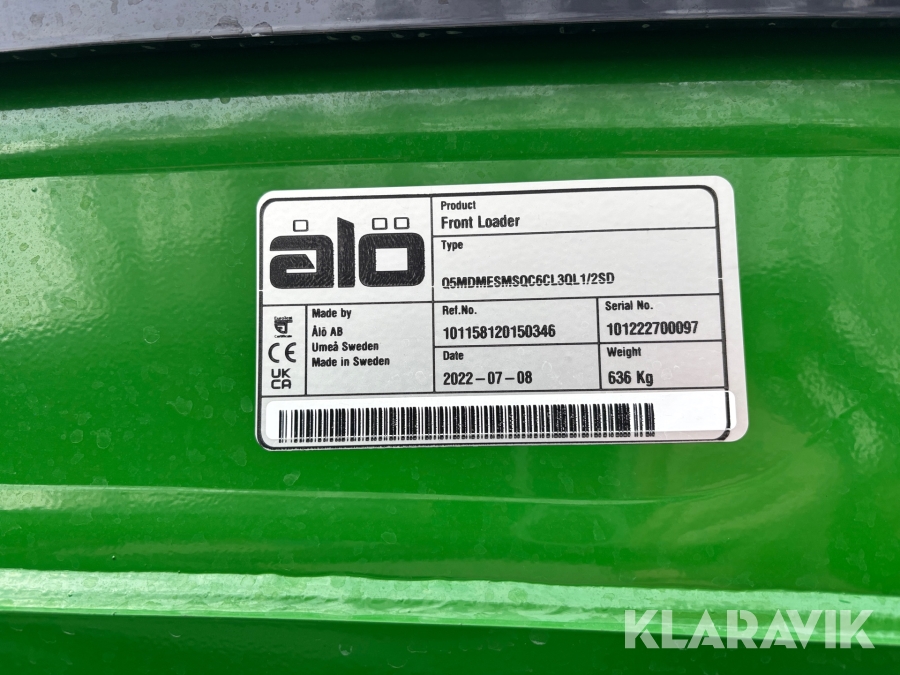 älö
Product
Front Loader
Type
Q5MDMESMSQC6CL3QL1/2SD
Made by
Ålö AB
Umeå Sweden
Made in Sweden
CE
UK
CA
Ref.No.
101158120150346
Serial No.
101222700097
Date
2022-07-08
Weight
636 Kg
KLARAVIK